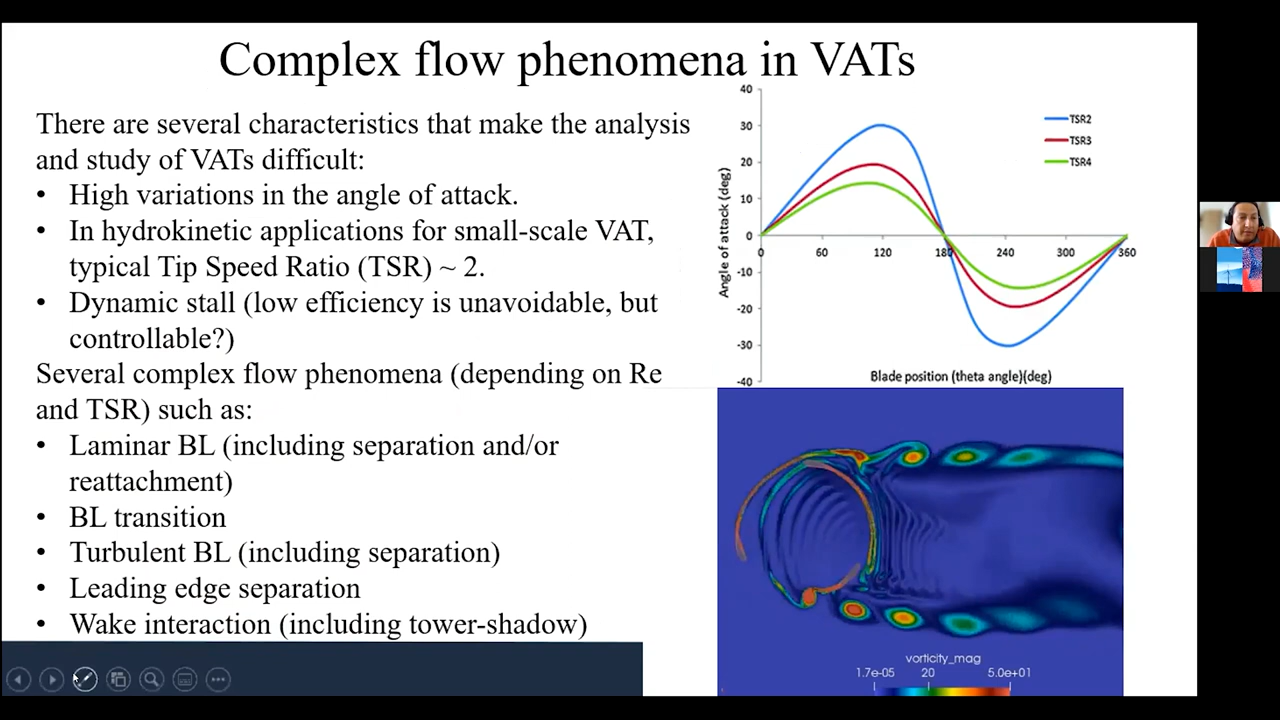 Complex flow phenomena in VATs
There are several characteristics that make the analysis
and study of VATs difficult:
• High variations in the angle of attack.
• In hydrokinetic applications for small-scale VAT,
typical Tip Speed Ratio (TSR) ~ 2.
• Dynamic stall (low efficiency is unavoidable, but
controllable?)
Several complex flow phenomena (depending on Re
and TSR) such as:
• Laminar BL (including separation and/or
reattachment)
• BL transition
• Turbulent BL (including separation)
• Leading edge separation
• Wake interaction (including tower-shadow)
Angle of attack (deg)
40
30
20
10
0
-10
-20
-30
-40
0 60 120 180 240 300 360
TSR2
TSR3
TSR4
Blade position (theta angle)(deg)
vorticity_mag
1.7e-05 20 5.0e+01